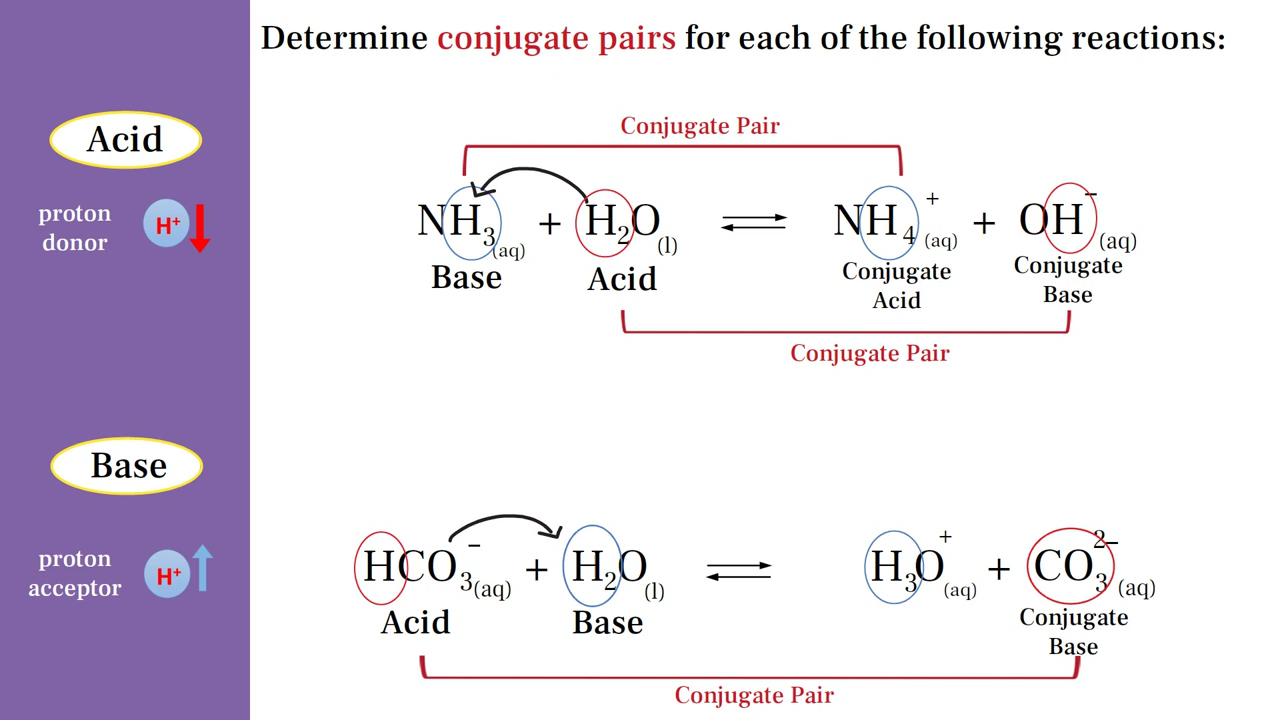 Determine conjugate pairs for each of the following reactions:
Acid
proton
donor
H⁺
Conjugate Pair
NH₃(aq) + H₂O(l) ⇌ NH₄⁺(aq) + OH⁻(aq)
Base
Acid
Conjugate
Acid
Conjugate
Base
Conjugate Pair
Base
proton
acceptor
H⁺
HCO₃⁻(aq) + H₂O(l) ⇌ H₃O⁺(aq) + CO₃²⁻(aq)
Acid
Base
Conjugate
Base
Conjugate Pair